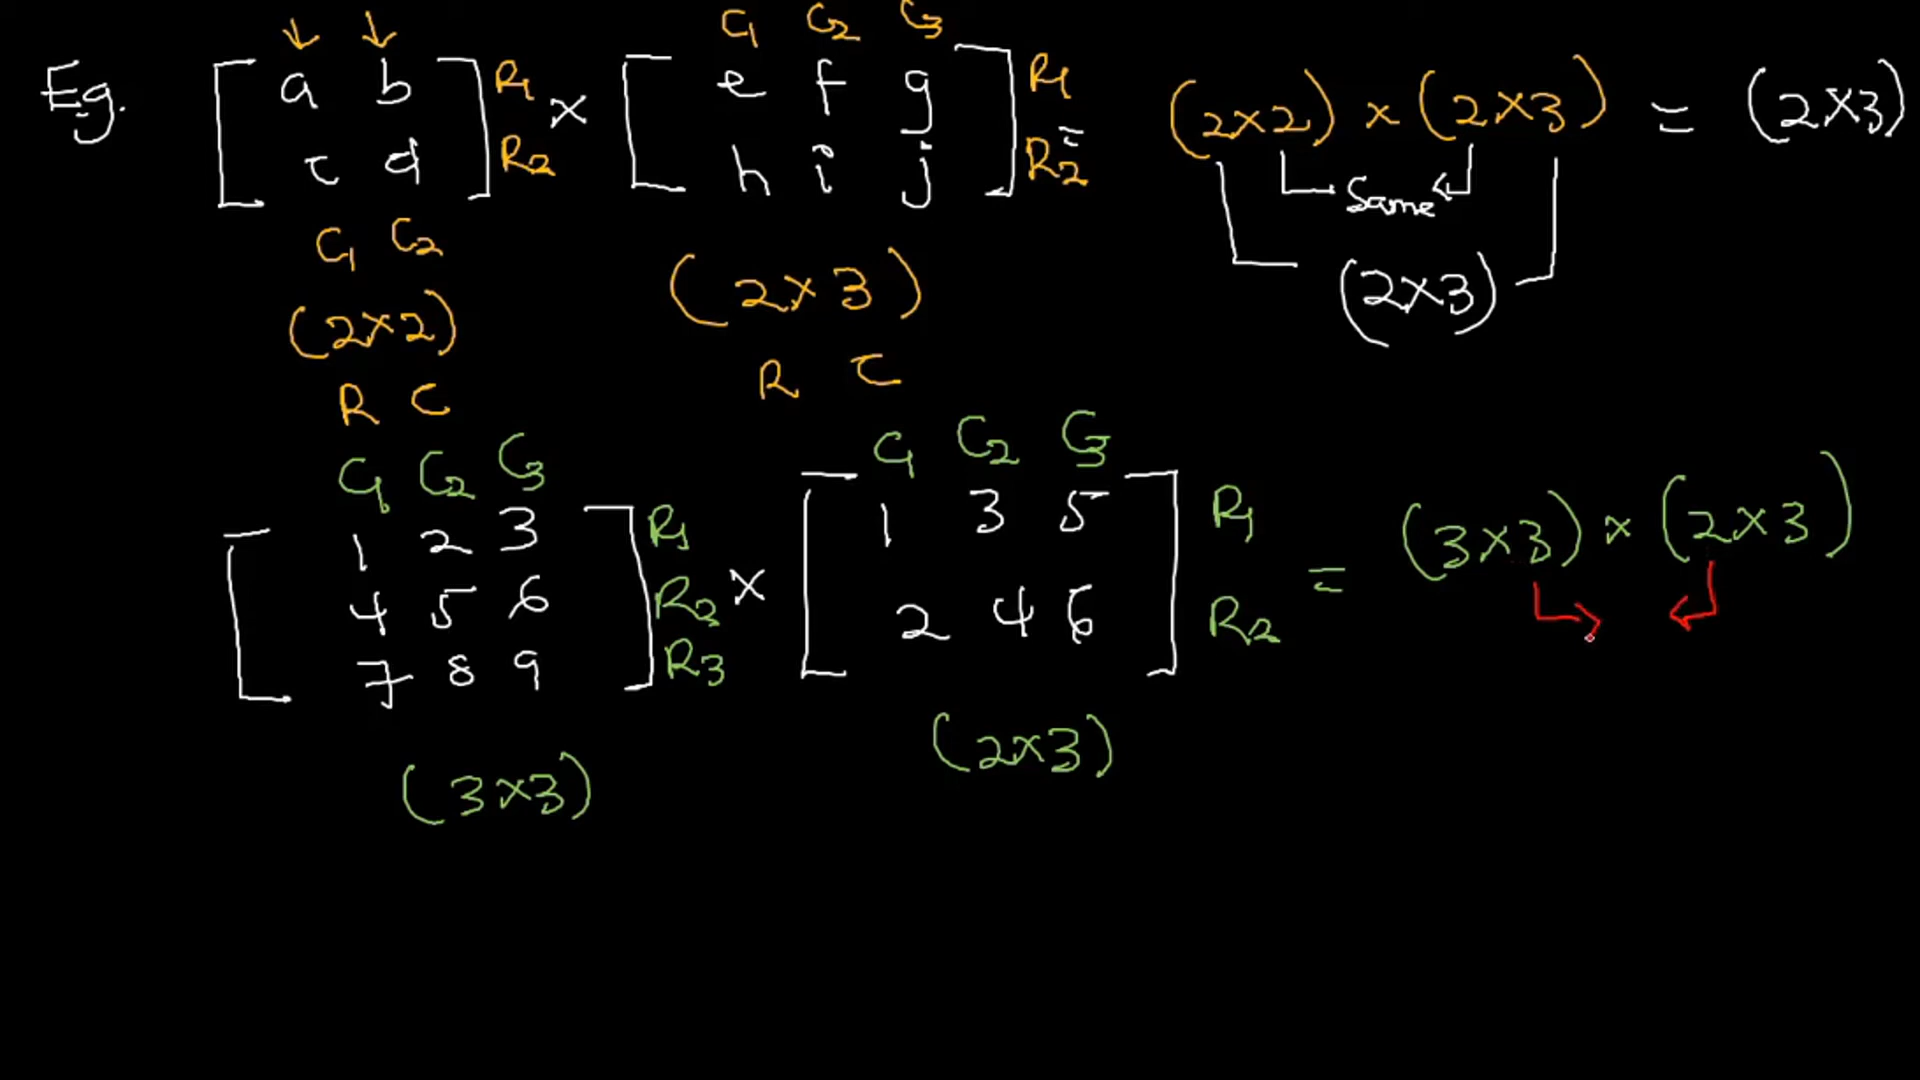 C1 C2 C3
Eg. [ a b ] R1 × [ e f g ] R1 = (2×2) × (2×3) = (2×3)
[ c d ] R2 [ h i j ] R2 Same
C1 C2
(2×3)
(2×2) (2×3)
R C
R C
C1 C2 C3 C1 C2 C3
[ 1 2 3 ] R1 [ 1 3 5 ] R1 (3×3) × (2×3)
[ 4 5 6 ] R2 × [ 2 4 6 ] R2 =
[ 7 8 9 ] R3
(3×3) (2×3)